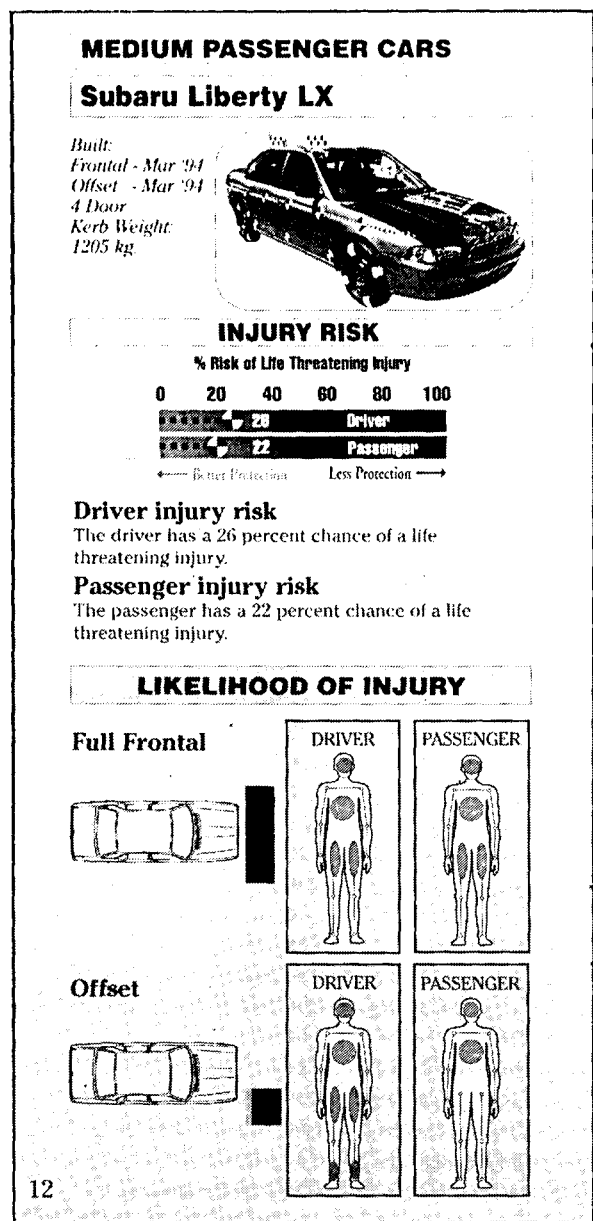 MEDIUM PASSENGER CARS
Subaru Liberty LX
Built:
Frontal - Mar '94
Offset - Mar '94
4 Door
Kerb Weight:
1205 kg
INJURY RISK
% Risk of Life Threatening Injury
0 20 40 60 80 100
26 Driver
22 Passenger
Better Protection Less Protection
Driver injury risk
The driver has a 26 percent chance of a life
threatening injury.
Passenger injury risk
The passenger has a 22 percent chance of a life
threatening injury.
LIKELIHOOD OF INJURY
Full Frontal
DRIVER PASSENGER
Offset
DRIVER PASSENGER
12